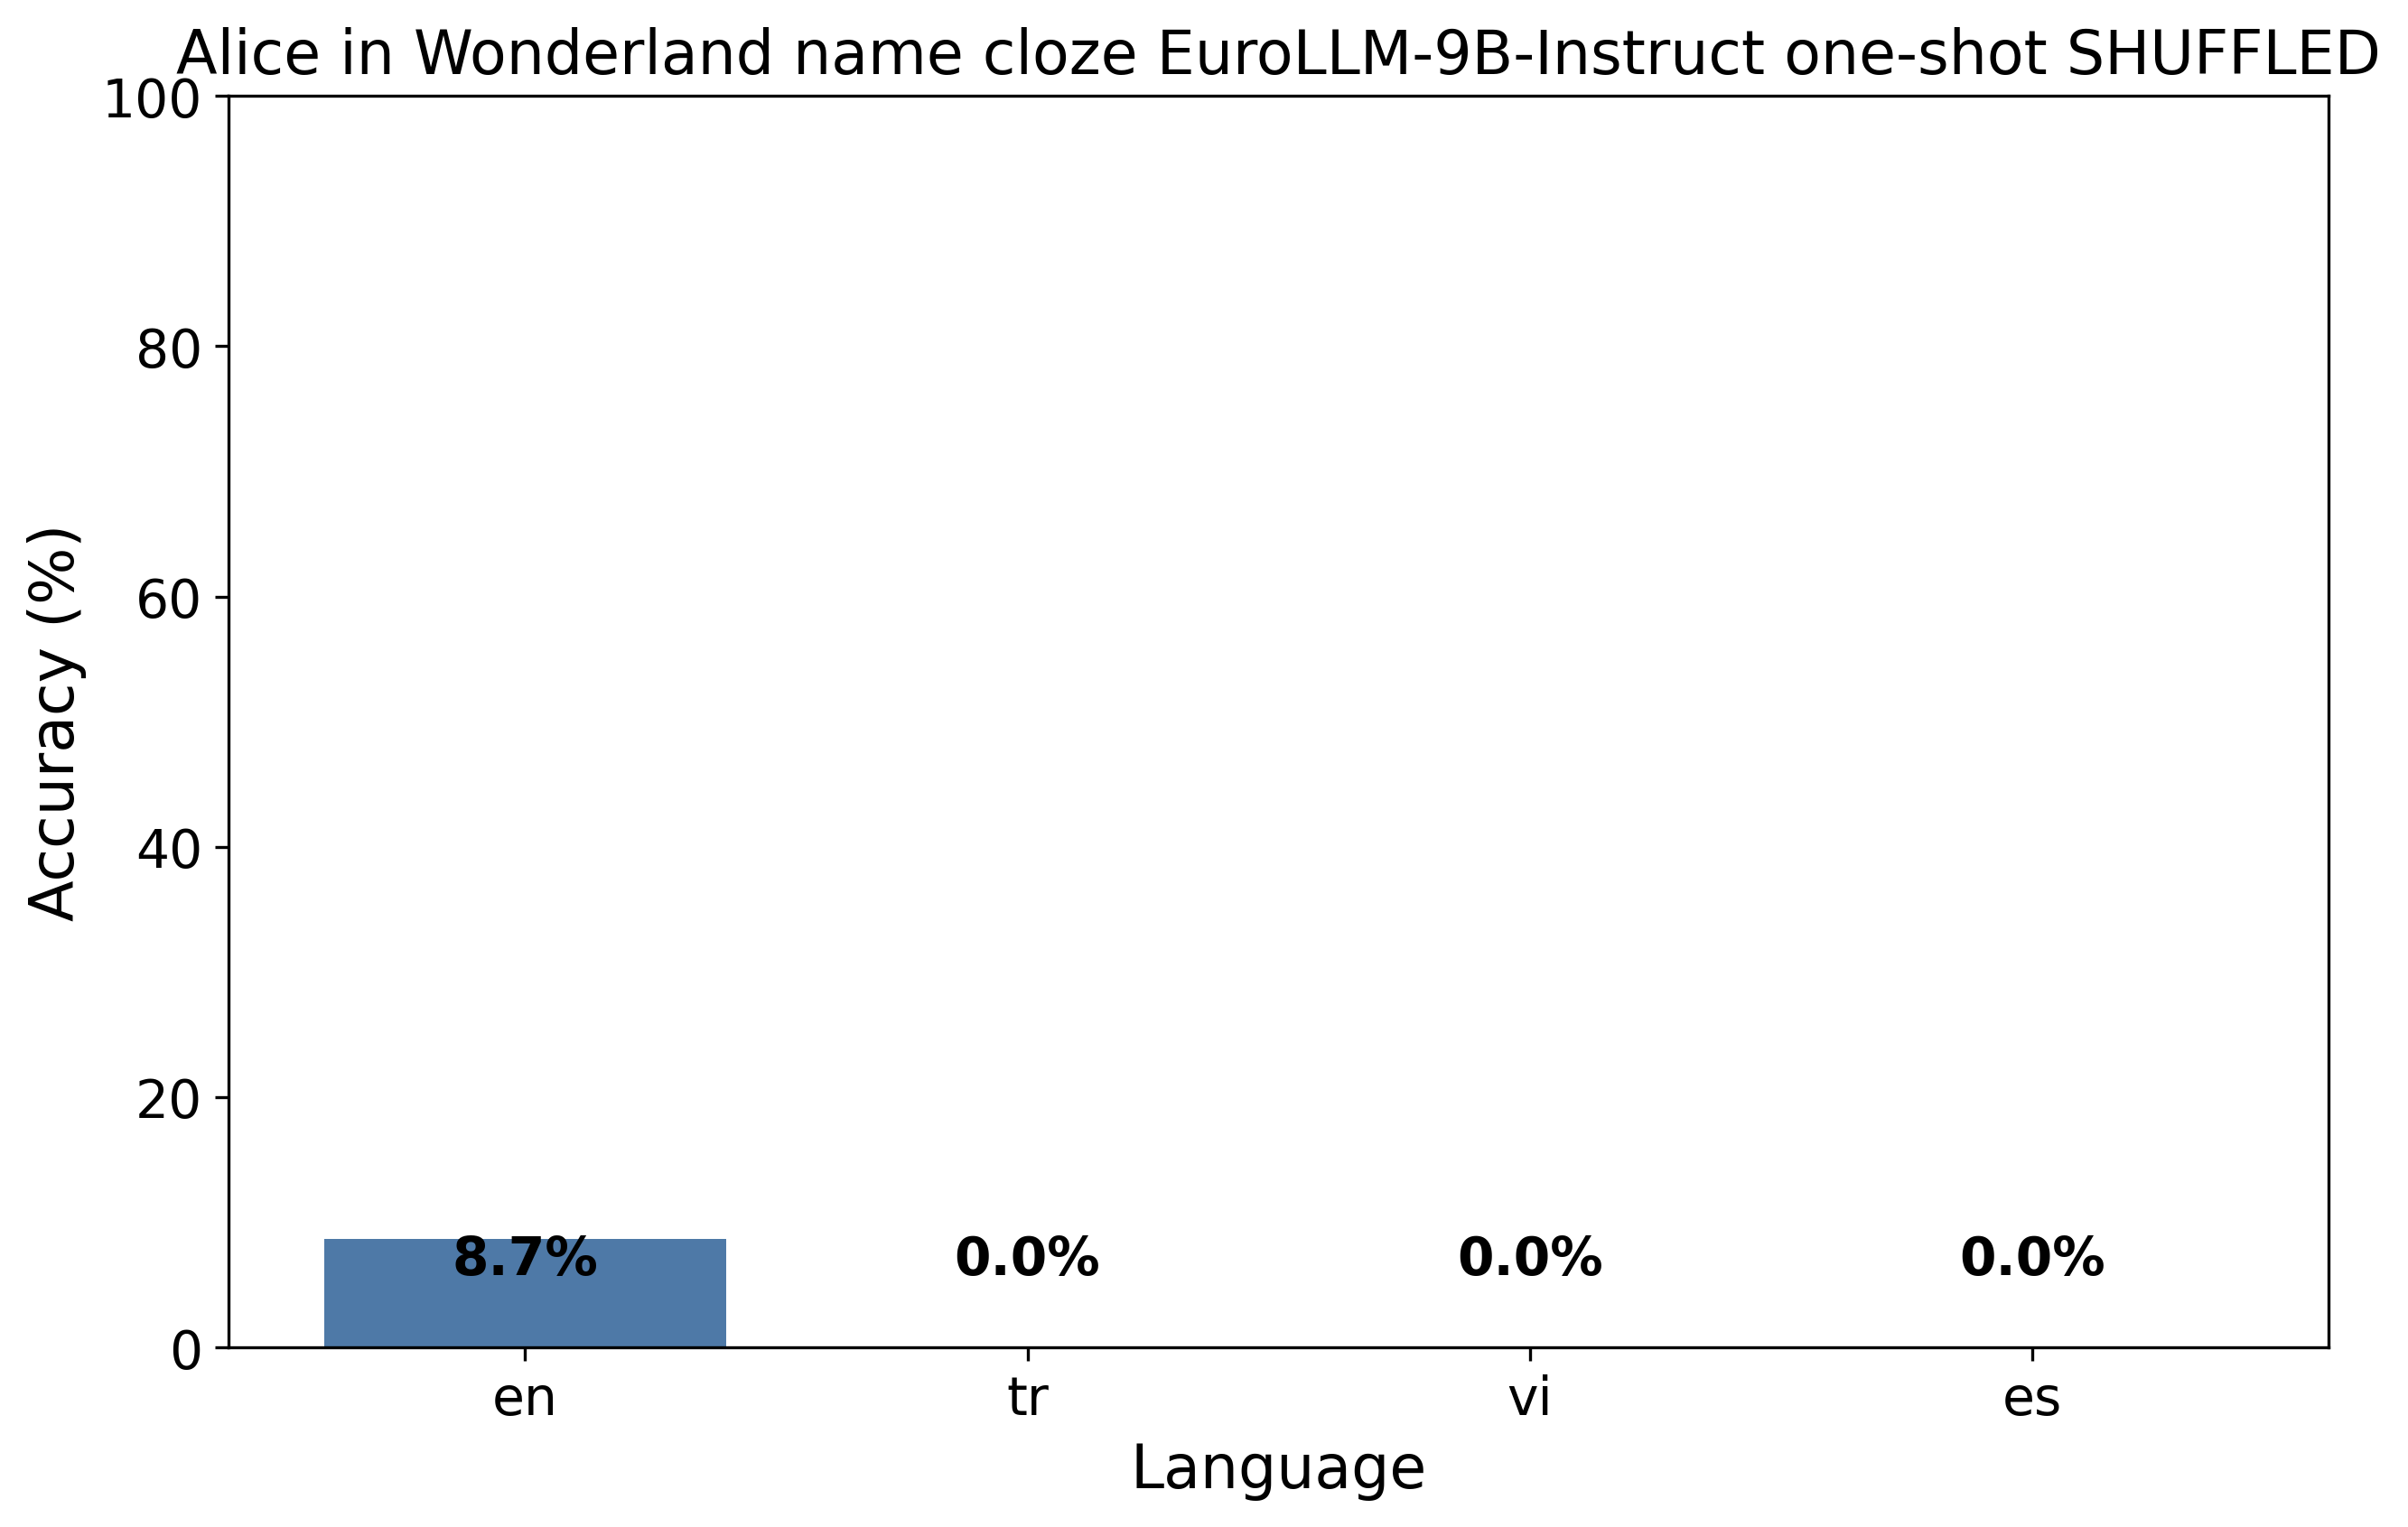 Alice in Wonderland name cloze EuroLLM-9B-Instruct one-shot SHUFFLED
100
80
60
40
20
0
Accuracy (%)
8.7%
0.0%
0.0%
0.0%
en
tr
vi
es
Language